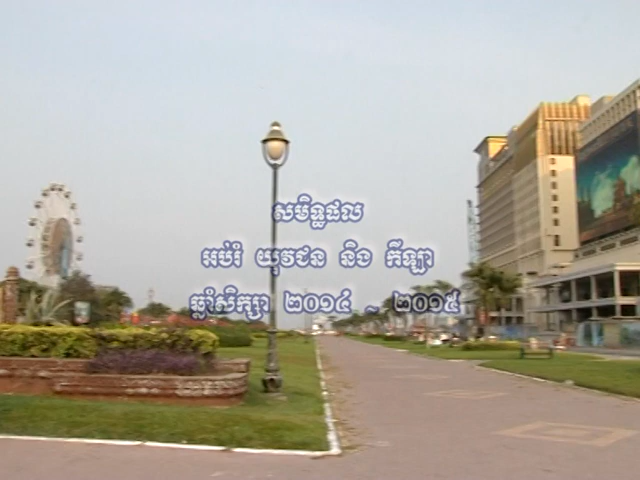 សមិទ្ធផល
អប់រំ យុវជន និង កីឡា
ឆ្នាំសិក្សា ២០១៤ - ២០១៥